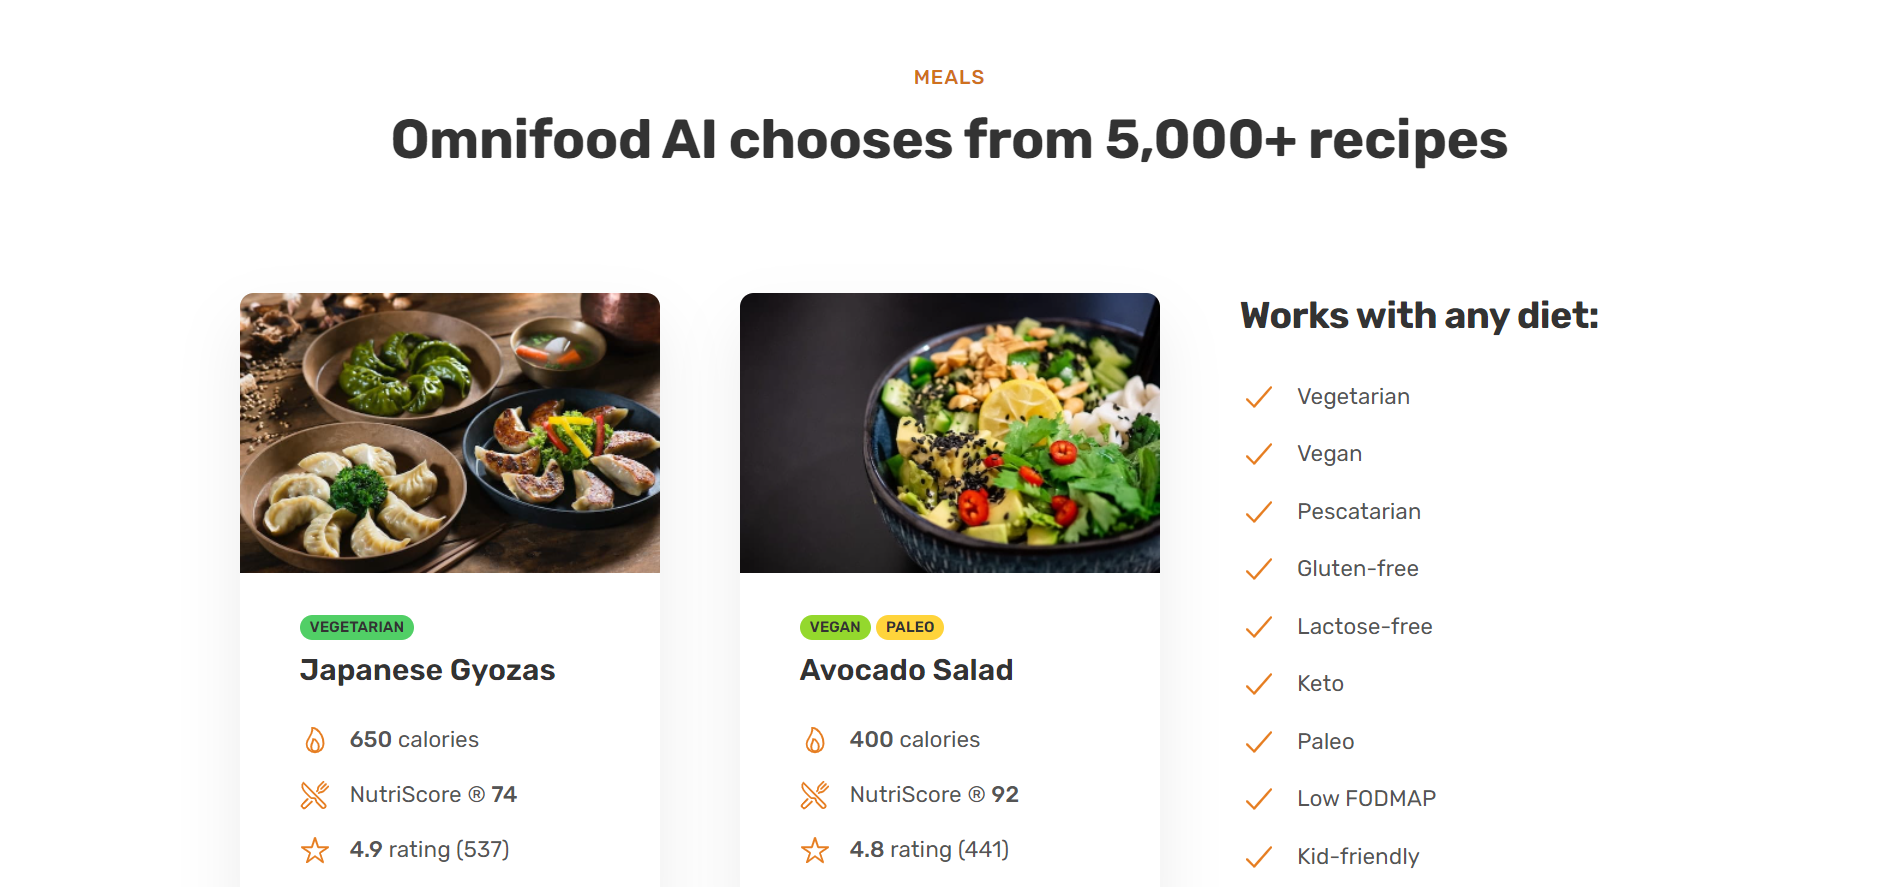 MEALS
Omnifood AI chooses from 5,000+ recipes
VEGETARIAN
Japanese Gyozas
650 calories
NutriScore ® 74
4.9 rating (537)
VEGAN PALEO
Avocado Salad
400 calories
NutriScore ® 92
4.8 rating (441)
Works with any diet:
Vegetarian
Vegan
Pescatarian
Gluten-free
Lactose-free
Keto
Paleo
Low FODMAP
Kid-friendly